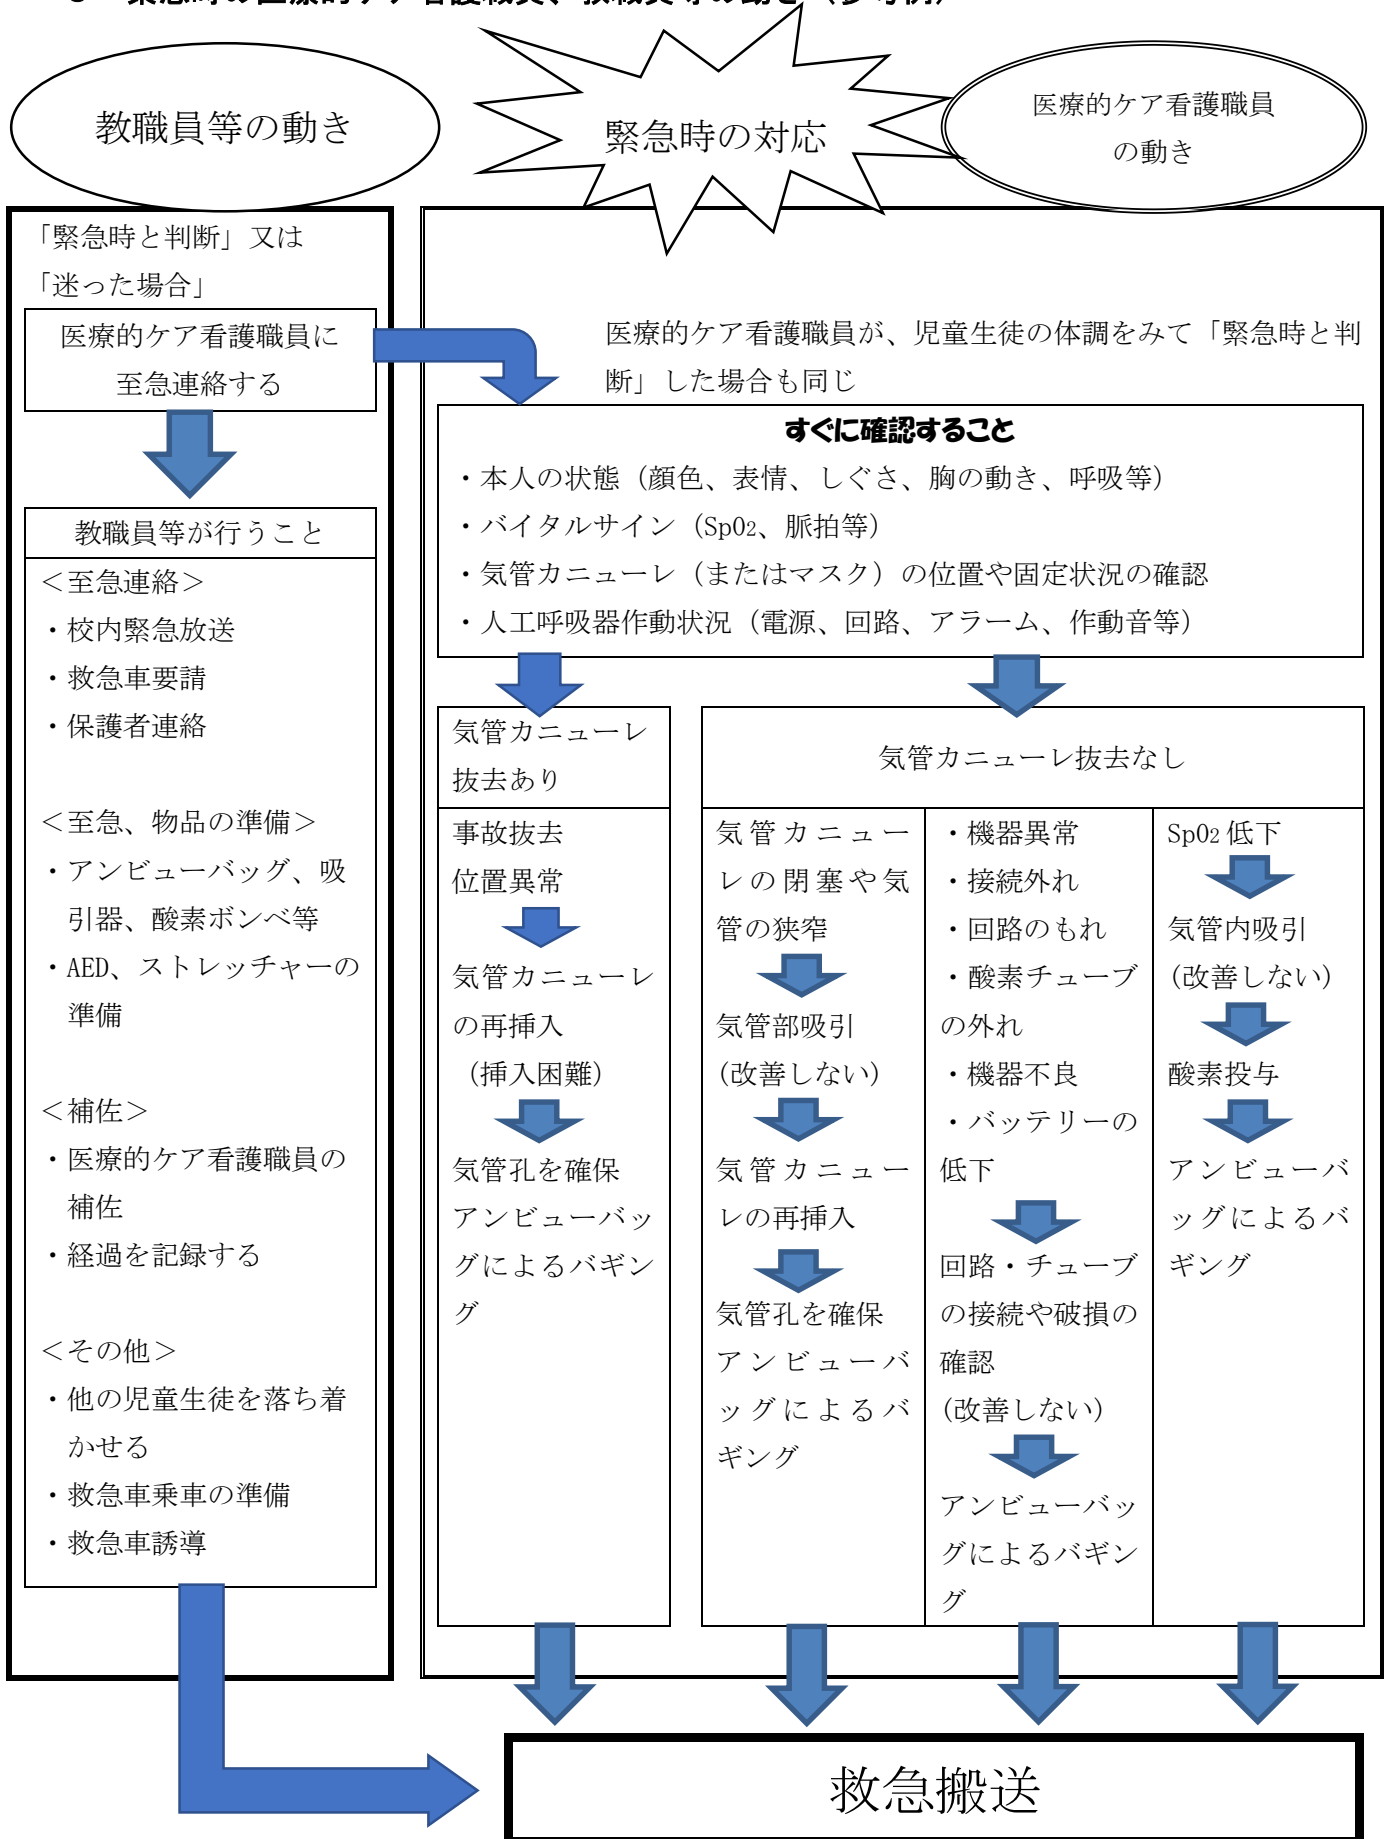 緊急時の医療的ケア看護職員、教職員等の動き（参考例）
教職員等の動き
緊急時の対応
医療的ケア看護職員
の動き
「緊急時と判断」又は
「迷った場合」
医療的ケア看護職員に
至急連絡する
教職員等が行うこと
＜至急連絡＞
・校内緊急放送
・救急車要請
・保護者連絡
＜至急、物品の準備＞
・アンビューバッグ、吸
引器、酸素ボンベ等
・AED、ストレッチャーの
準備
＜補佐＞
・医療的ケア看護職員の
補佐
・経過を記録する
＜その他＞
・他の児童生徒を落ち着
かせる
・救急車乗車の準備
・救急車誘導
医療的ケア看護職員が、児童生徒の体調をみて「緊急時と判
断」した場合も同じ
すぐに確認すること
・本人の状態（顔色、表情、しぐさ、胸の動き、呼吸等）
・バイタルサイン（SpO2、脈拍等）
・気管カニューレ（またはマスク）の位置や固定状況の確認
・人工呼吸器作動状況（電源、回路、アラーム、作動音等）
気管カニューレ
抜去あり
事故抜去
位置異常
気管カニューレ
の再挿入
（挿入困難）
気管孔を確保
アンビューバッ
グによるバギン
グ
気管カニューレ抜去なし
気管カニュー
レの閉塞や気
管の狭窄
気管部吸引
（改善しない）
気管カニュー
レの再挿入
気管孔を確保
アンビューバ
ッグによるバ
ギング
・機器異常
・接続外れ
・回路のもれ
・酸素チューブ
の外れ
・機器不良
・バッテリーの
低下
回路・チューブ
の接続や破損の
確認
（改善しない）
アンビューバッ
グによるバギン
グ
SpO2 低下
気管内吸引
（改善しない）
酸素投与
アンビューバ
ッグによるバ
ギング
救急搬送